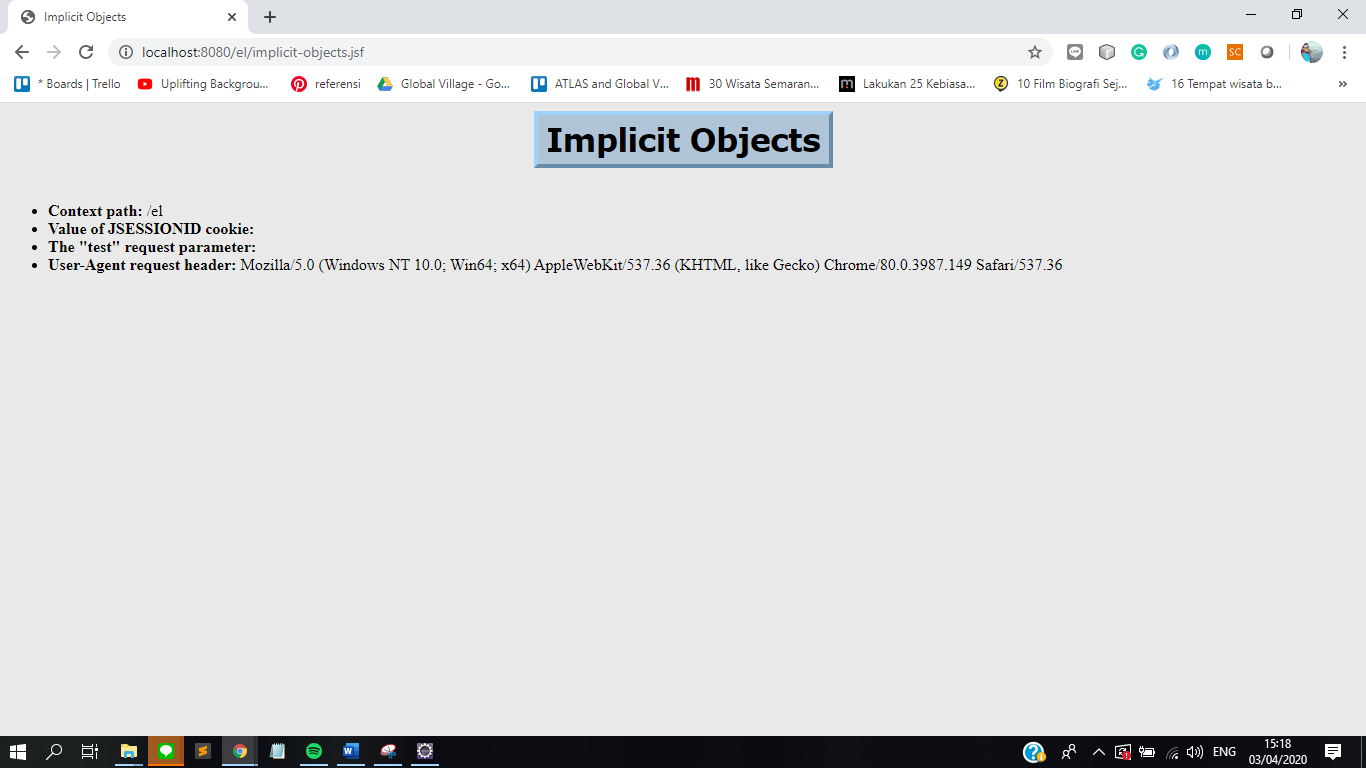 Implicit Objects
localhost:8080/el/implicit-objects.jsf
* Boards | Trello
Uplifting Backgrou...
referensi
Global Village - Go...
ATLAS and Global V...
30 Wisata Semaran...
Lakukan 25 Kebiasa...
10 Film Biografi Sej...
16 Tempat wisata b...
Implicit Objects
Context path: /el
Value of JSESSIONID cookie:
The "test" request parameter:
User-Agent request header: Mozilla/5.0 (Windows NT 10.0; Win64; x64) AppleWebKit/537.36 (KHTML, like Gecko) Chrome/80.0.3987.149 Safari/537.36
ENG
15:18
03/04/2020